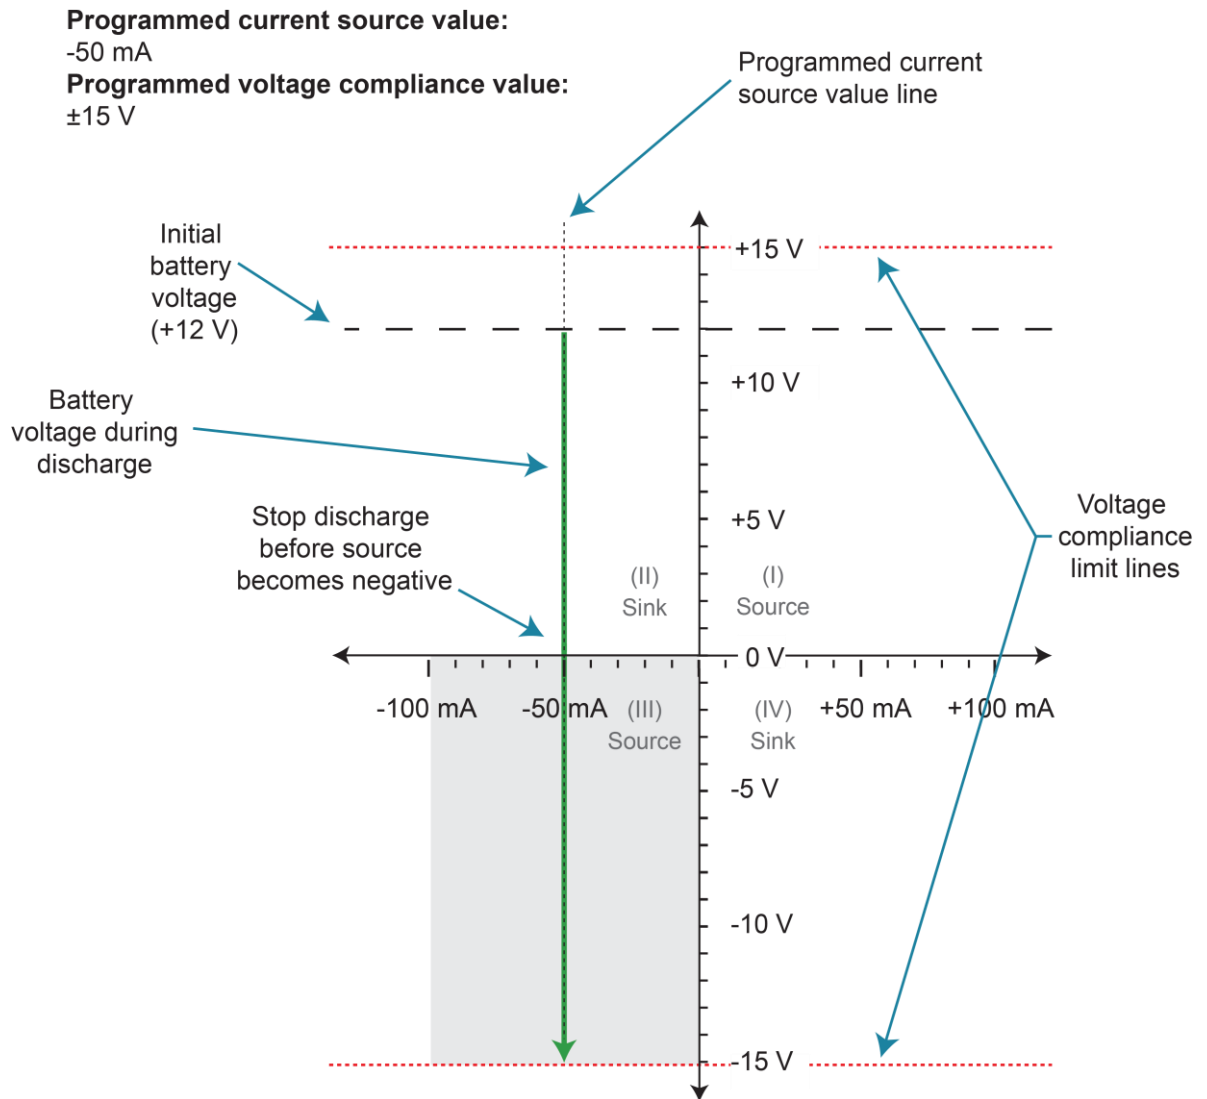 Programmed current source value:
-50 mA
Programmed voltage compliance value:
±15 V
Programmed current
source value line
Initial
battery
voltage
(+12 V)
+15 V
+10 V
Battery
voltage during
discharge
+5 V
Stop discharge
before source
becomes negative
Voltage
compliance
limit lines
(II)
Sink
(I)
Source
0 V
-100 mA
-50 mA
(III)
Source
(IV)
Sink
+50 mA
+100 mA
-5 V
-10 V
-15 V